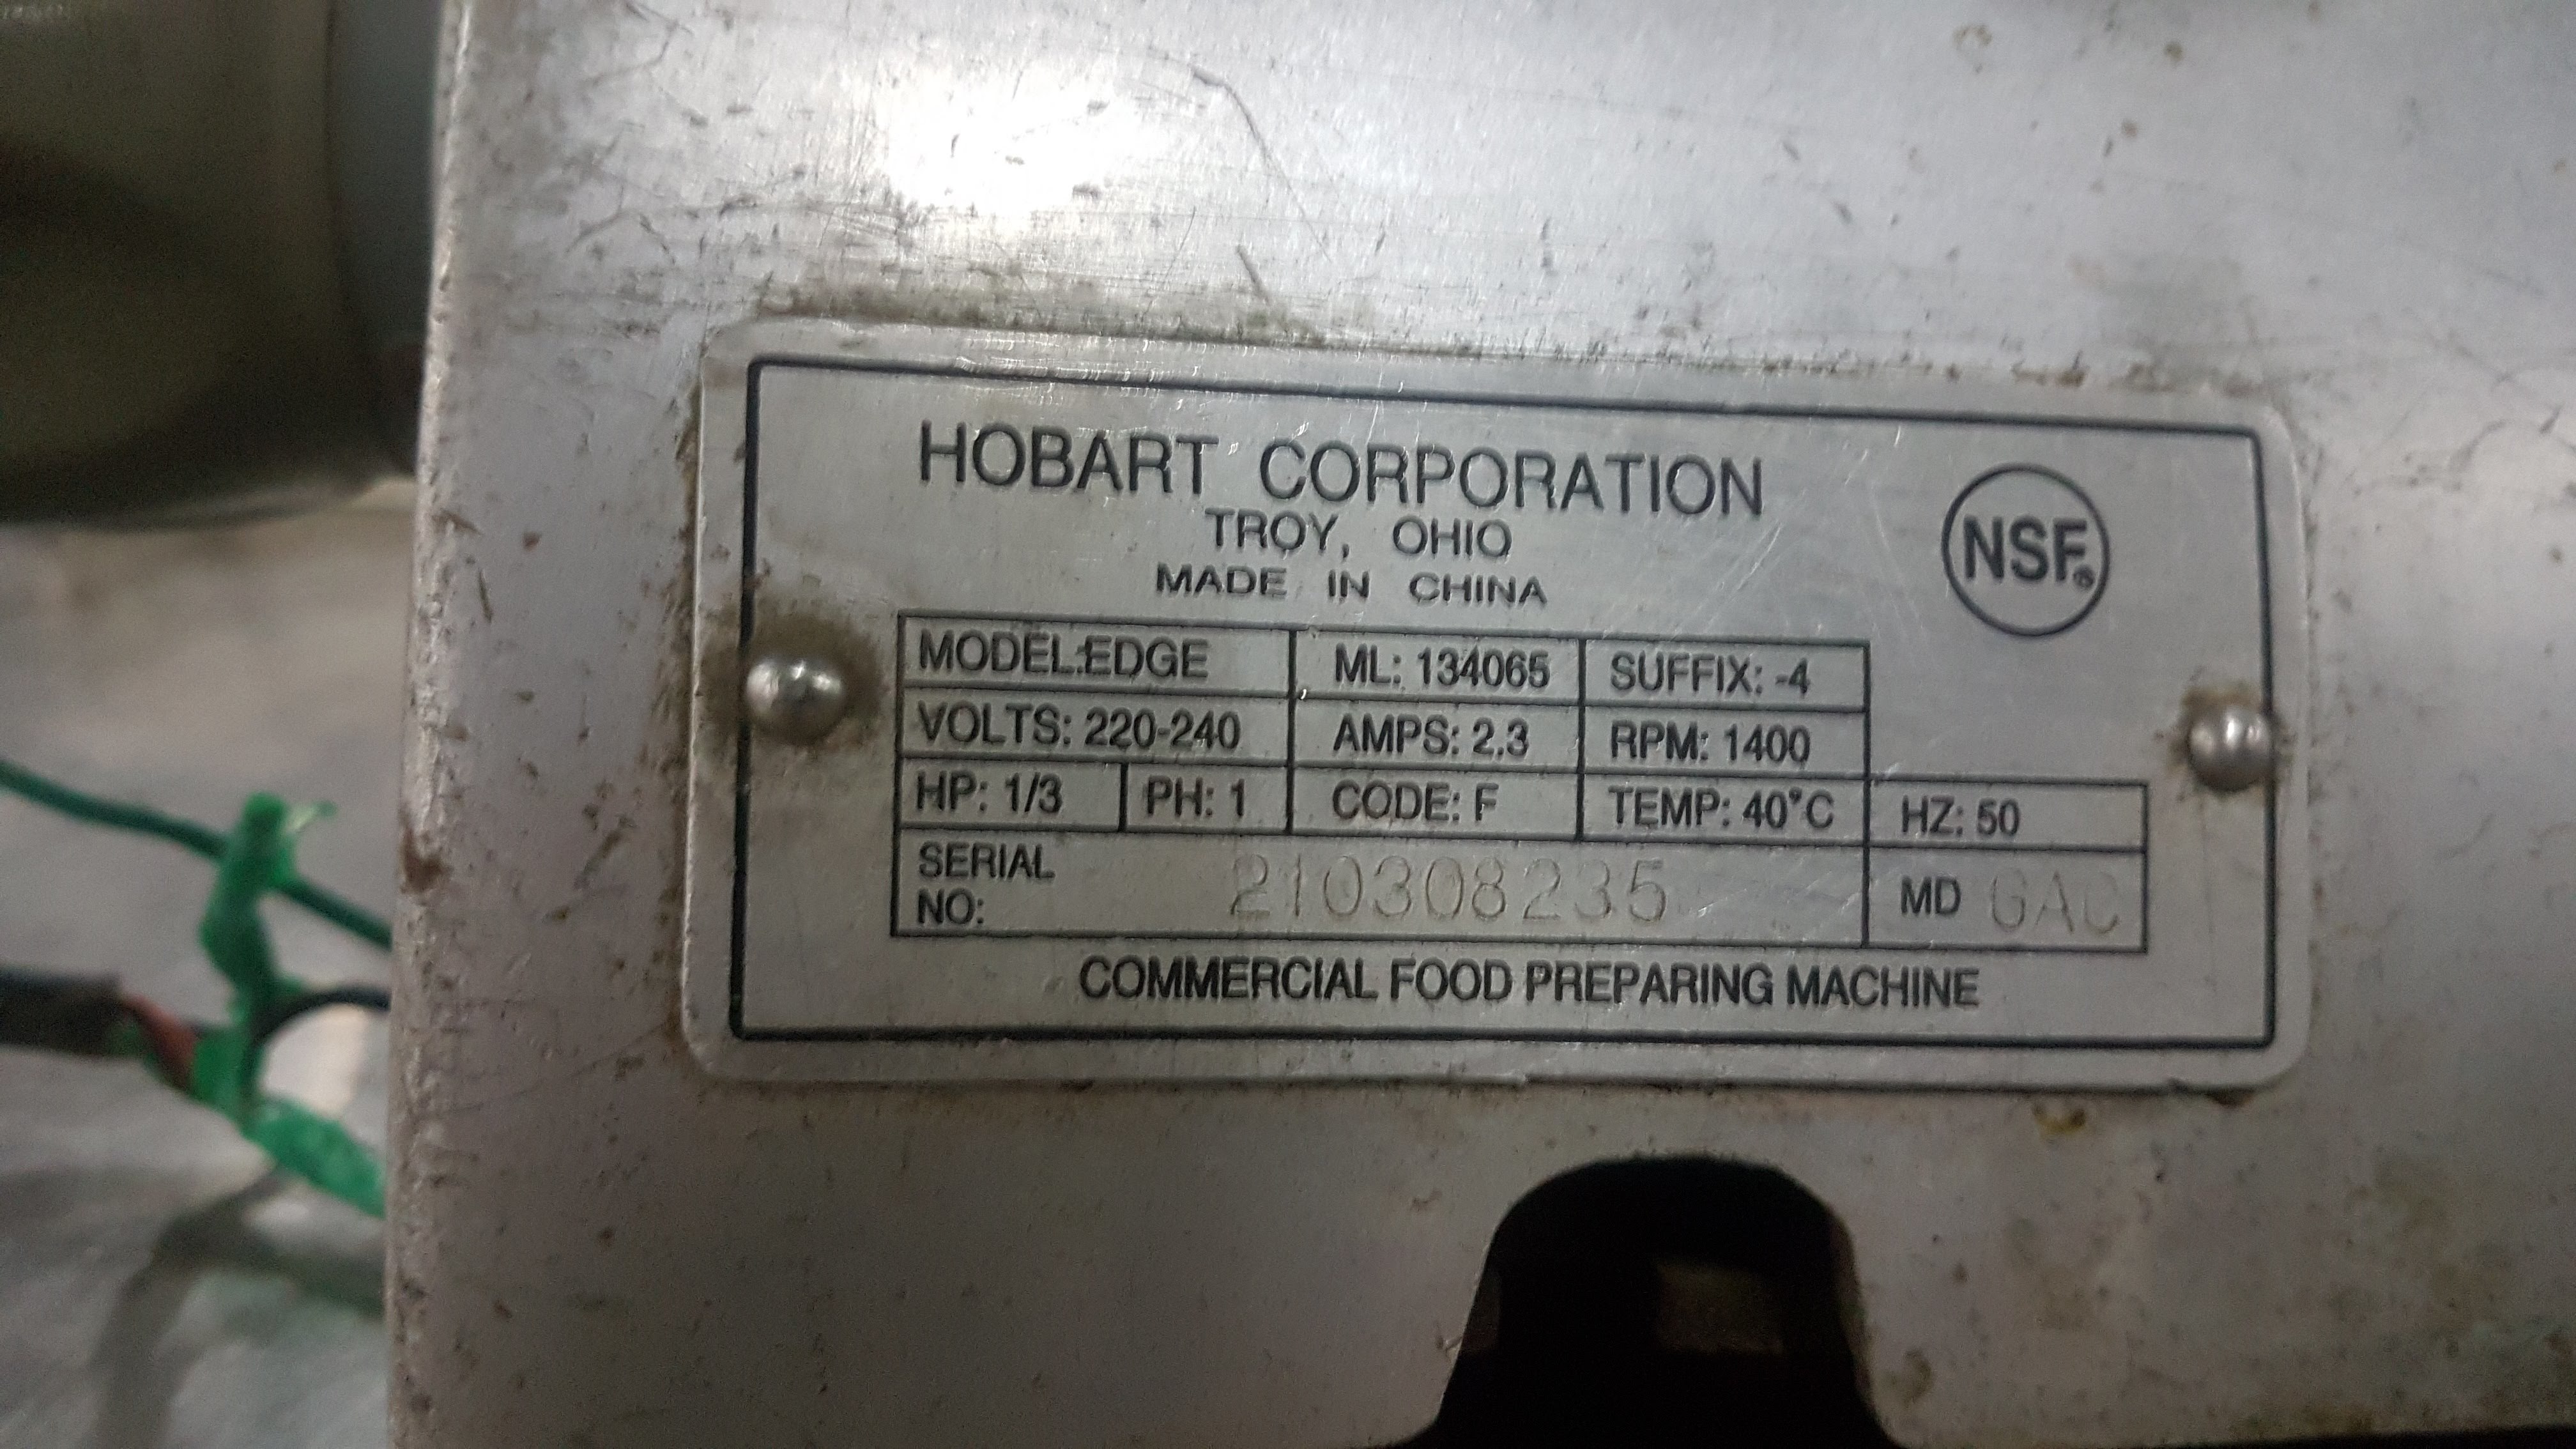 HOBART CORPORATION
TROY, OHIO
MADE IN CHINA
NSF®
MODEL:EDGE ML: 134065 SUFFIX: -4
VOLTS: 220-240 AMPS: 2.3 RPM: 1400
HP: 1/3 PH: 1 CODE: F TEMP: 40°C HZ: 50
SERIAL
NO: 210308235 MD GAC
COMMERCIAL FOOD PREPARING MACHINE